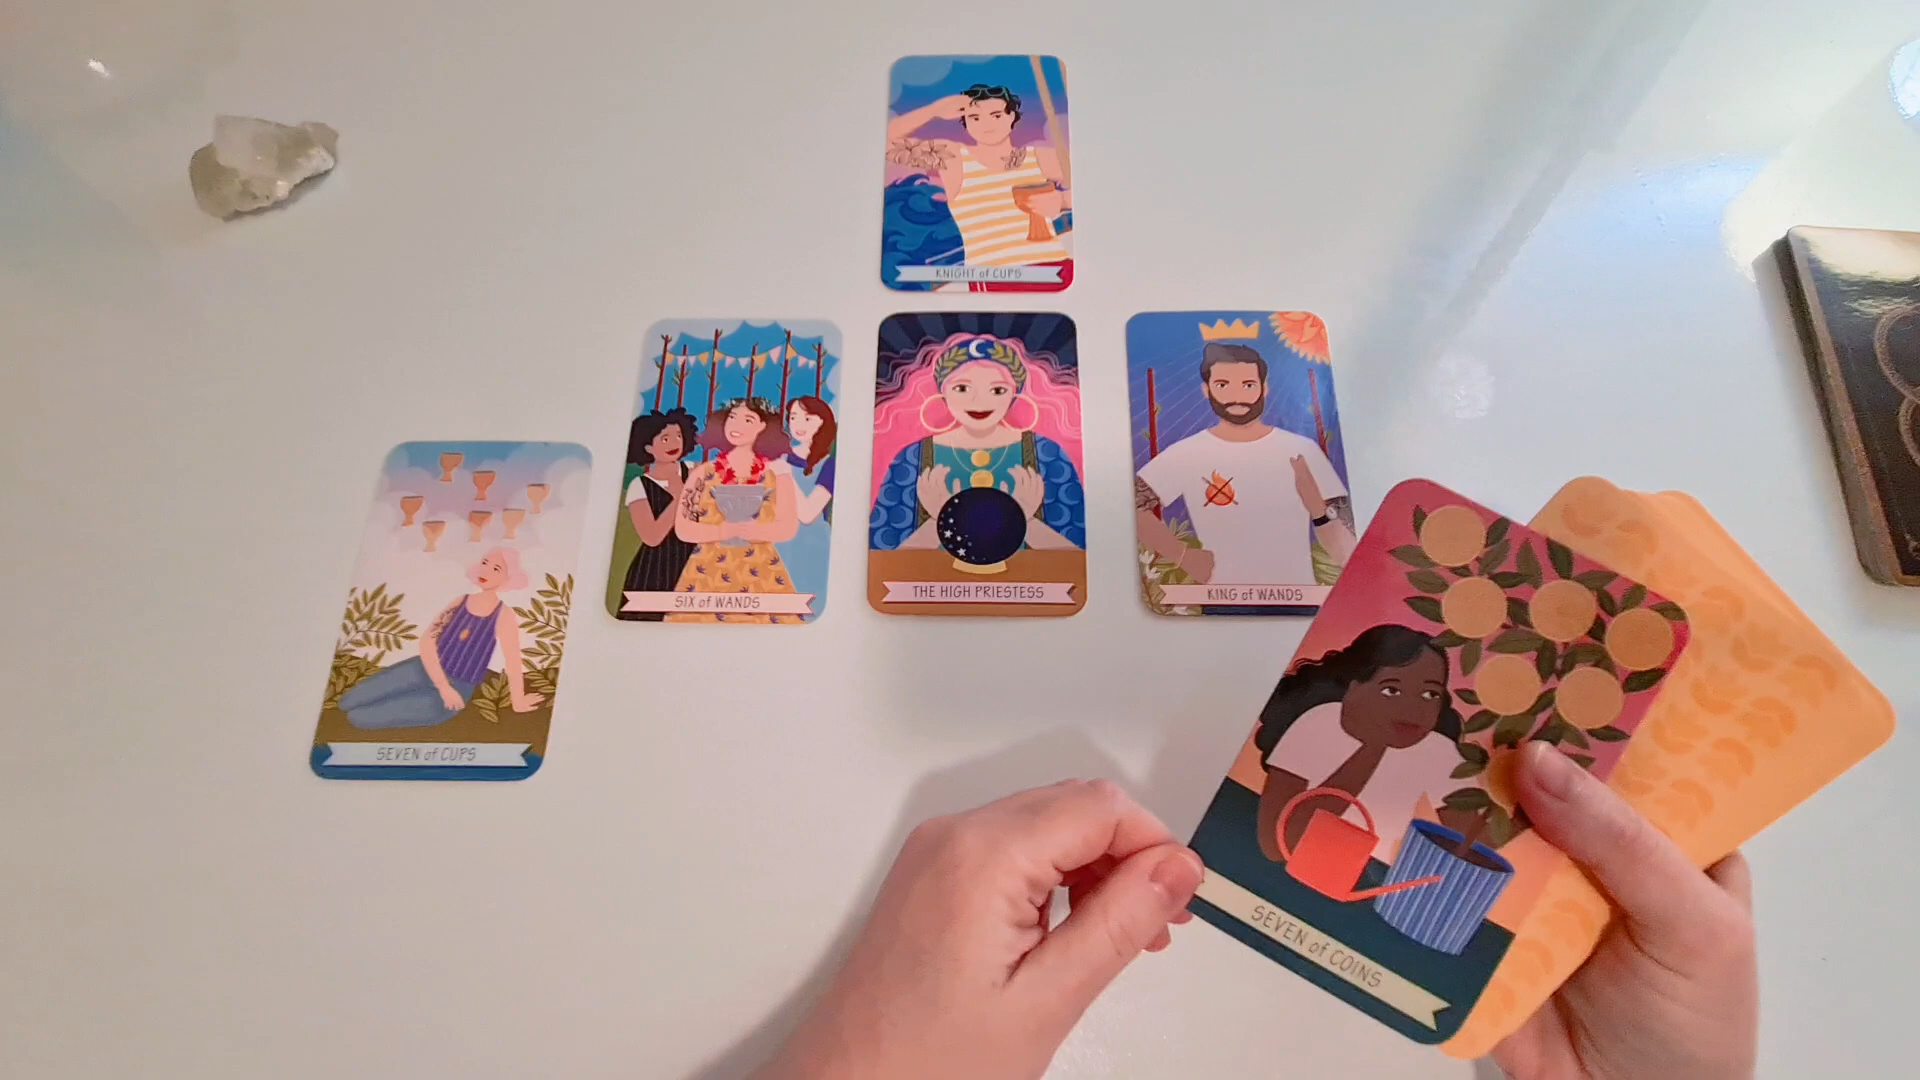 KNIGHT of CUPS
SIX of WANDS
THE HIGH PRIESTESS
KING of WANDS
SEVEN of CUPS
SEVEN of COINS